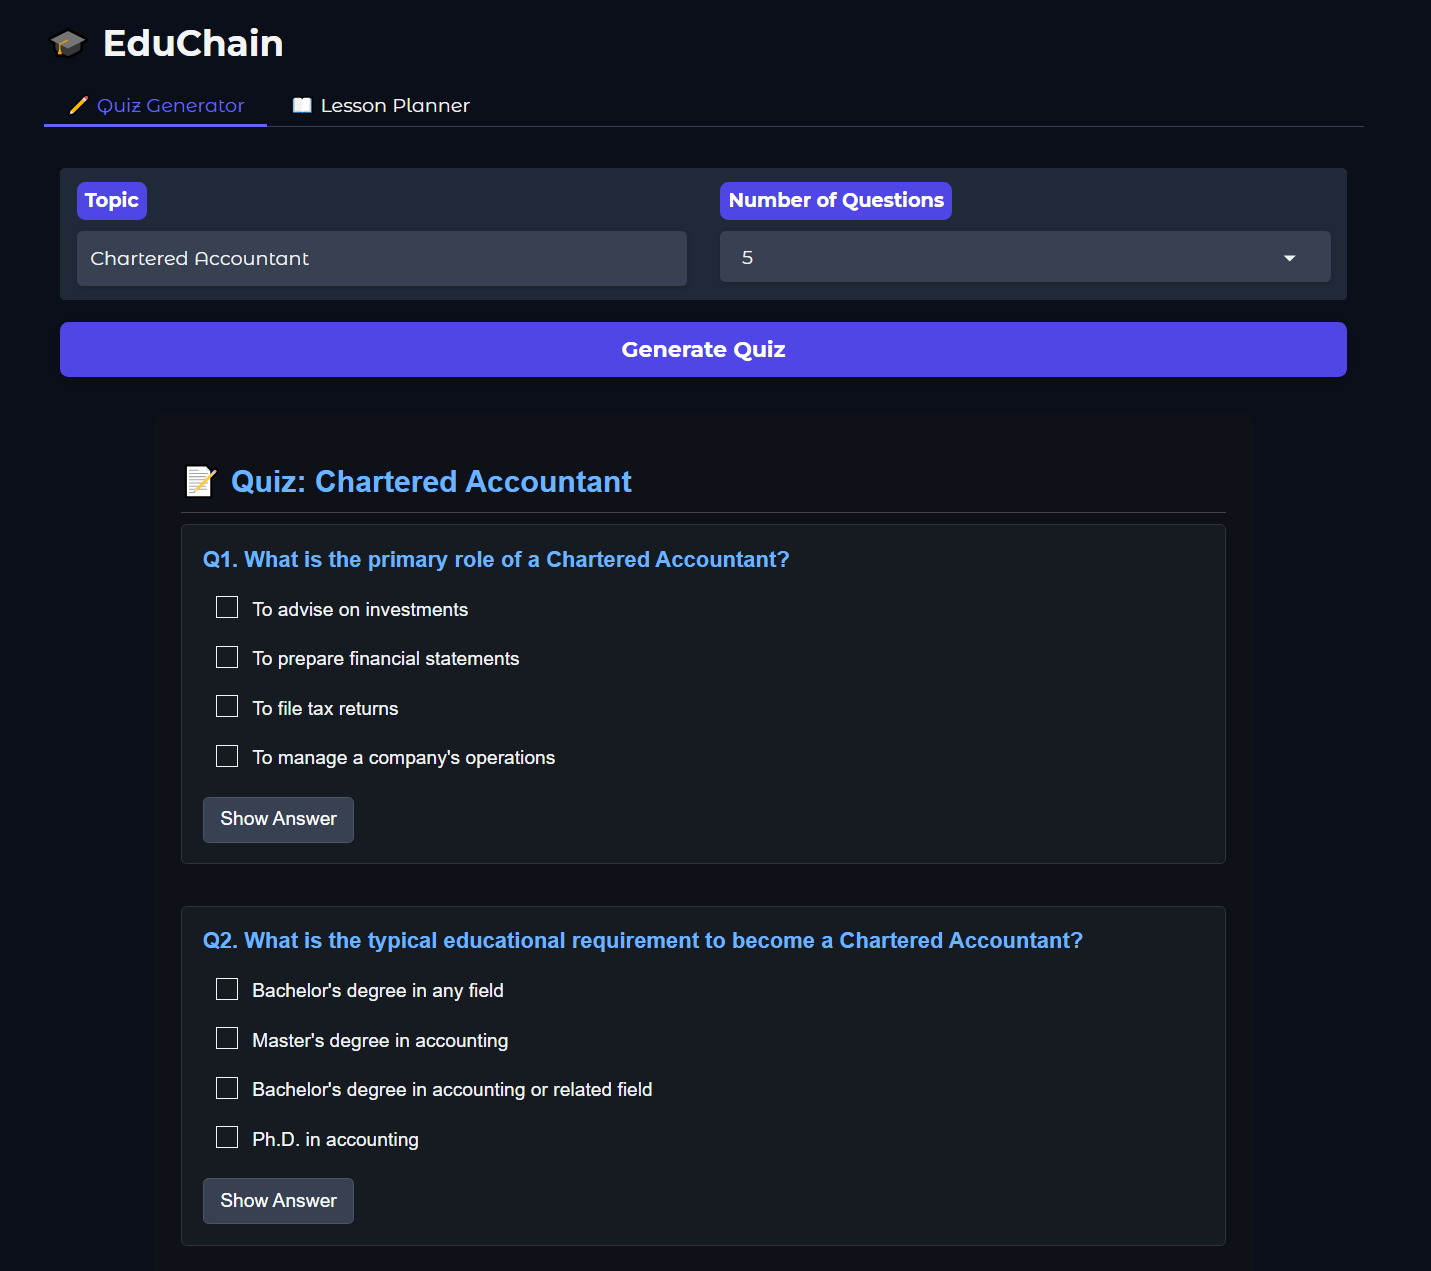 EduChain
Quiz Generator
Lesson Planner
Topic
Number of Questions
Chartered Accountant
5
Generate Quiz
Quiz: Chartered Accountant
Q1. What is the primary role of a Chartered Accountant?
To advise on investments
To prepare financial statements
To file tax returns
To manage a company's operations
Show Answer
Q2. What is the typical educational requirement to become a Chartered Accountant?
Bachelor's degree in any field
Master's degree in accounting
Bachelor's degree in accounting or related field
Ph.D. in accounting
Show Answer